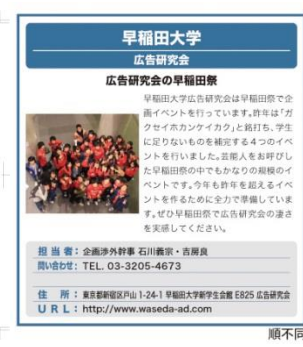 早稲田大学
広告研究会
広告研究会の早稲田祭
早稲田大学広告研究会は早稲田祭で企
画イベントを行っています。昨年は「ガ
クセイホカンケイカク」と銘打ち、学生
に足りないものを補完する4つのイベ
ントを行いました。芸能人をお呼びし
た早稲田祭の中でもかなりの規模のイ
ベントです。今年も昨年を超えるイベ
ントを作るために全力で準備していま
す。ぜひ早稲田祭で広告研究会の凄さ
を実感してください。
担 当 者：企画渉外幹事 石川義宗・吉房良
問い合わせ：TEL. 03-3205-4673
住 所：東京都新宿区戸山 1-24-1 早稲田大学新学生会館 E825 広告研究会
U R L：http://www.waseda-ad.com
順不同